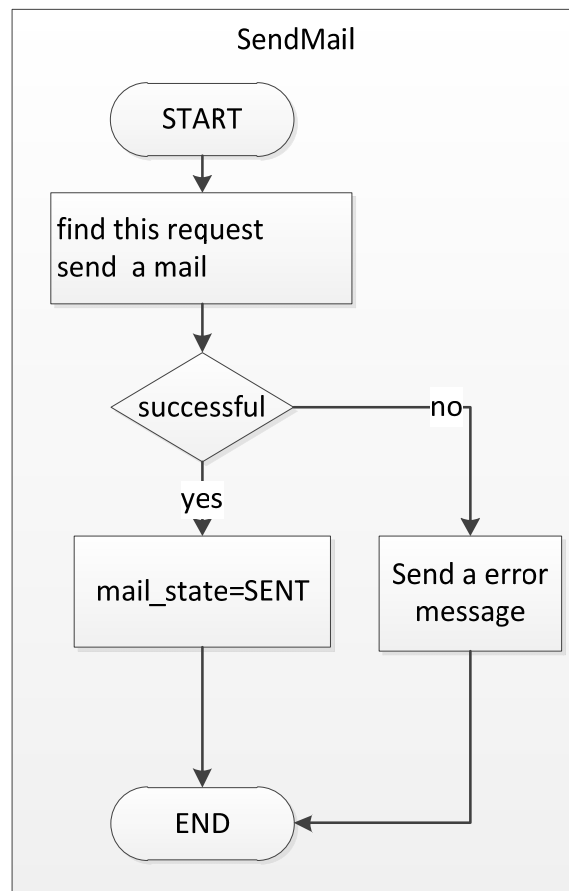 SendMail
START
find this request
send a mail
successful
no
yes
mail_state=SENT
Send a error
message
END